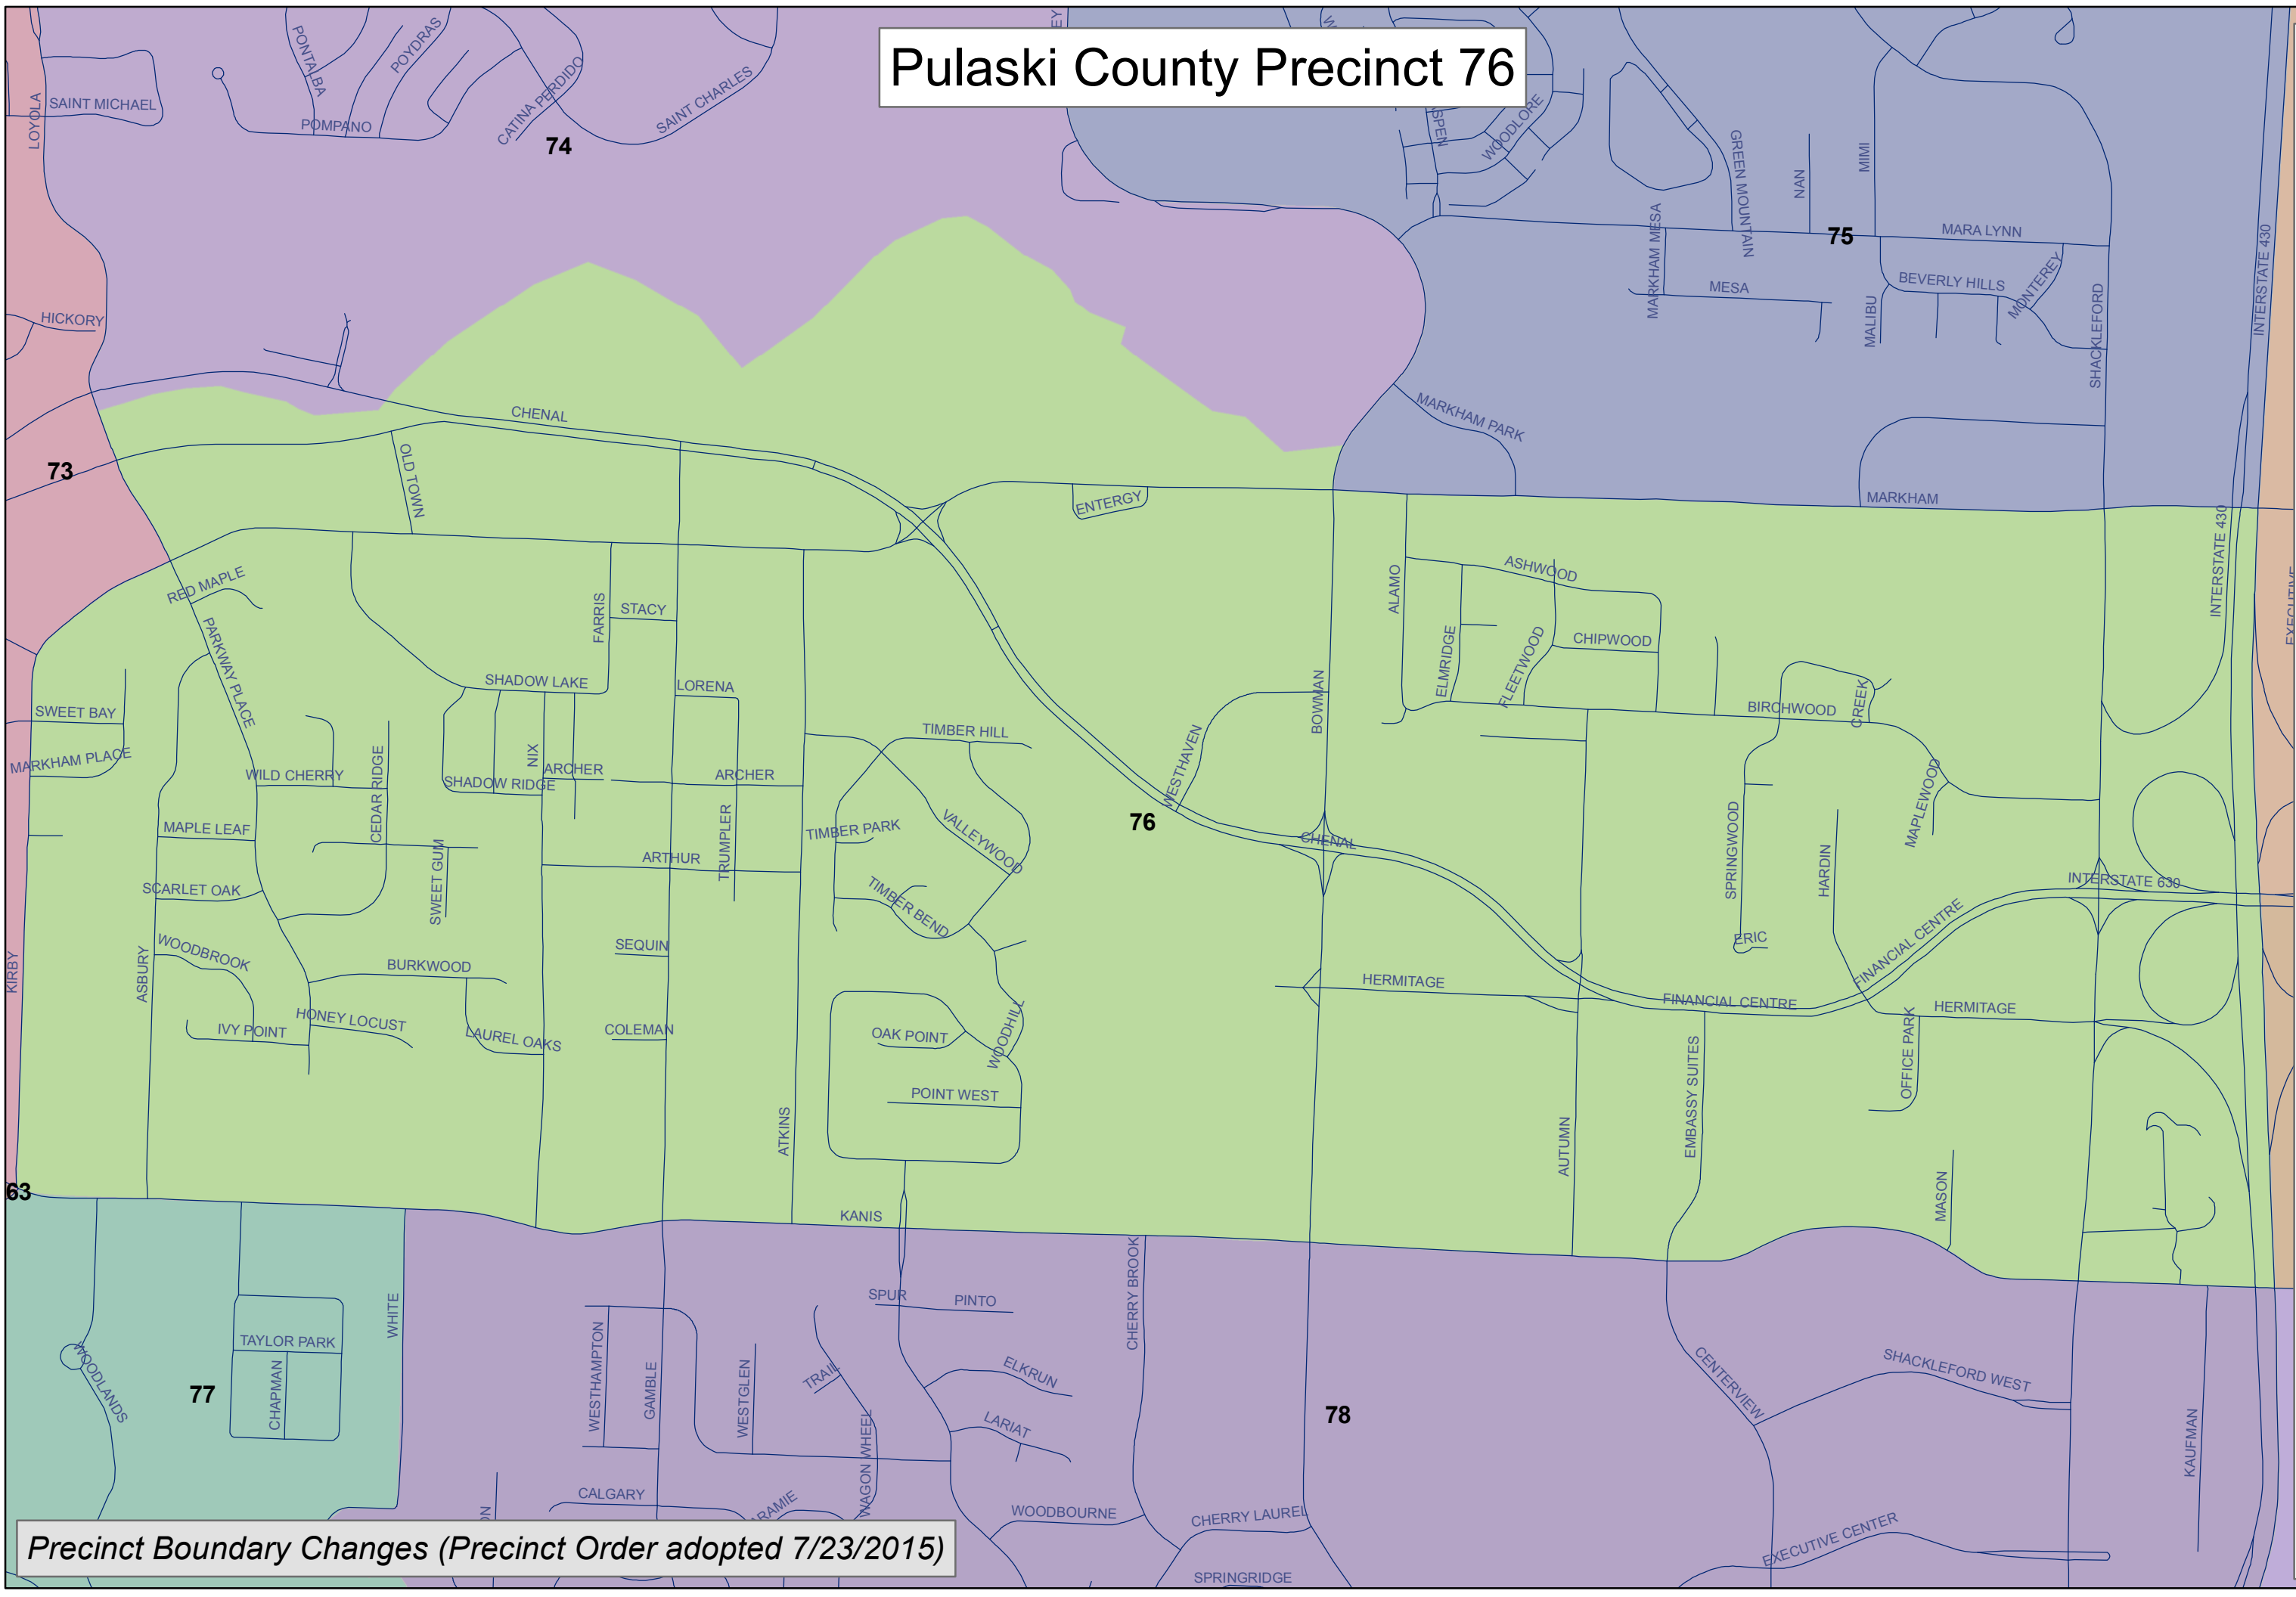 Pulaski County Precinct 76
PONTALBA
POYDRAS
CATINA PERDIDO
SAINT CHARLES
SAINT MICHAEL
LOYOLA
POMPANO
74
WOODLORE
GREEN MOUNTAIN
NAN
MIMI
75
MARA LYNN
MARKHAM MESA
MESA
BEVERLY HILLS
MONTEREY
MALIBU
SHACKLEFORD
INTERSTATE 430
HICKORY
CHENAL
MARKHAM PARK
73
OLD TOWN
ENTERGY
MARKHAM
INTERSTATE 430
EXECUTIVE
RED MAPLE
PARKWAY PLACE
FARRIS
STACY
ALAMO
ASHWOOD
CHIPWOOD
ELMRIDGE
FLEETWOOD
SHADOW LAKE
LORENA
BOWMAN
BIRCHWOOD
CREEK
SWEET BAY
MARKHAM PLACE
WILD CHERRY
CEDAR RIDGE
NIX
ARCHER
SHADOW RIDGE
ARCHER
TIMBER HILL
WESTHAVEN
MAPLEWOOD
MAPLE LEAF
SWEET GUM
ARTHUR
TRUMPLER
TIMBER PARK
VALLEYWOOD
76
CHENAL
SPRINGWOOD
HARDIN
INTERSTATE 630
SCARLET OAK
TIMBER BEND
FINANCIAL CENTRE
ERIC
KIRBY
ASBURY
WOODBROOK
BURKWOOD
SEQUIN
HERMITAGE
FINANCIAL CENTRE
HERMITAGE
IVY POINT
HONEY LOCUST
LAUREL OAKS
COLEMAN
OAK POINT
WOODHILL
OFFICE PARK
EMBASSY SUITES
POINT WEST
ATKINS
AUTUMN
MASON
63
KANIS
WHITE
SPUR
PINTO
CHERRY BROOK
TAYLOR PARK
WOODLANDS
CHAPMAN
77
WESTHAMPTON
GAMBLE
WESTGLEN
TRAIL
ELKRUN
LARIAT
WAGON WHEEL
78
CENTERVIEW
SHACKLEFORD WEST
KAUFMAN
CALGARY
WOODBOURNE
CHERRY LAUREL
EXECUTIVE CENTER
SPRINGRIDGE
Precinct Boundary Changes (Precinct Order adopted 7/23/2015)